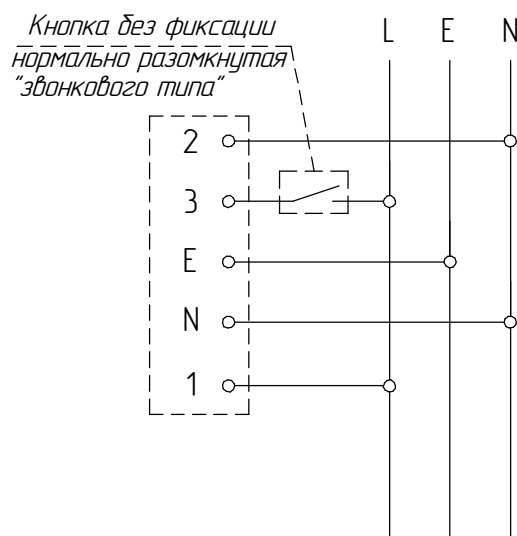 Кнопка без фиксации
нормально разомкнутая
"звонкового типа"
L E N
2
3
E
N
1